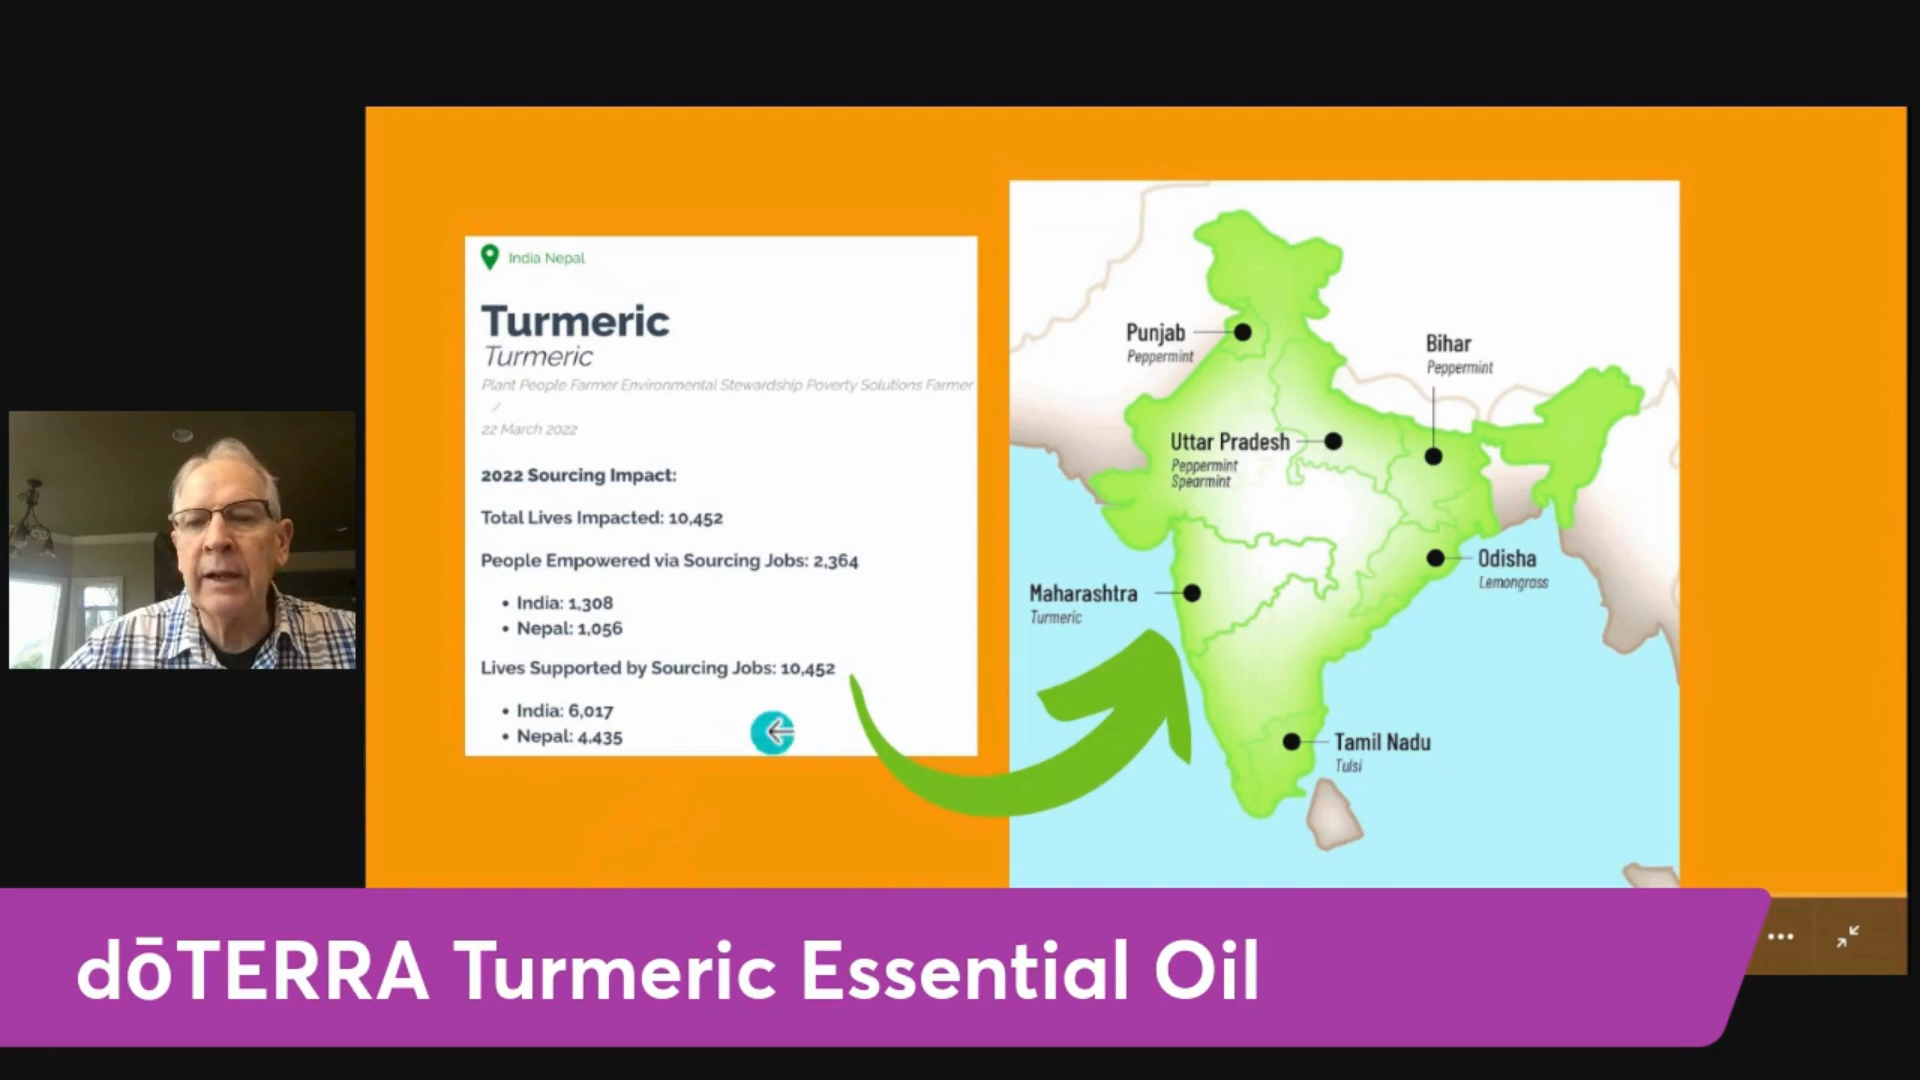 India Nepal
Turmeric
Turmeric
Plant People Farmer Environmental Stewardship Poverty Solutions Farmer
/
22 March 2022
2022 Sourcing Impact:
Total Lives Impacted: 10,452
People Empowered via Sourcing Jobs: 2,364
• India: 1,308
• Nepal: 1,056
Lives Supported by Sourcing Jobs: 10,452
• India: 6,017
• Nepal: 4,435
Punjab
Peppermint
Bihar
Peppermint
Uttar Pradesh
Peppermint
Spearmint
Odisha
Lemongrass
Maharashtra
Turmeric
Tamil Nadu
Tulsi
dōTERRA Turmeric Essential Oil